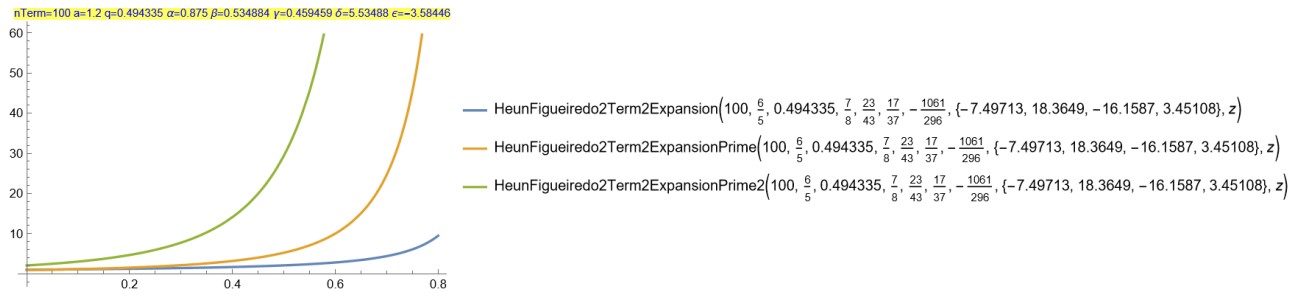 nTerm=100 a=1.2 q=0.494335 α=0.875 β=0.534884 γ=0.459459 δ=5.53488 ϵ=-3.58446
60
50
40
30
20
10
0.2 0.4 0.6 0.8
HeunFigueiredo2Term2Expansion(100, 6/5, 0.494335, 7/8, 23/43, 17/37, -1061/296, {-7.49713, 18.3649, -16.1587, 3.45108}, z)
HeunFigueiredo2Term2ExpansionPrime(100, 6/5, 0.494335, 7/8, 23/43, 17/37, -1061/296, {-7.49713, 18.3649, -16.1587, 3.45108}, z)
HeunFigueiredo2Term2ExpansionPrime2(100, 6/5, 0.494335, 7/8, 23/43, 17/37, -1061/296, {-7.49713, 18.3649, -16.1587, 3.45108}, z)